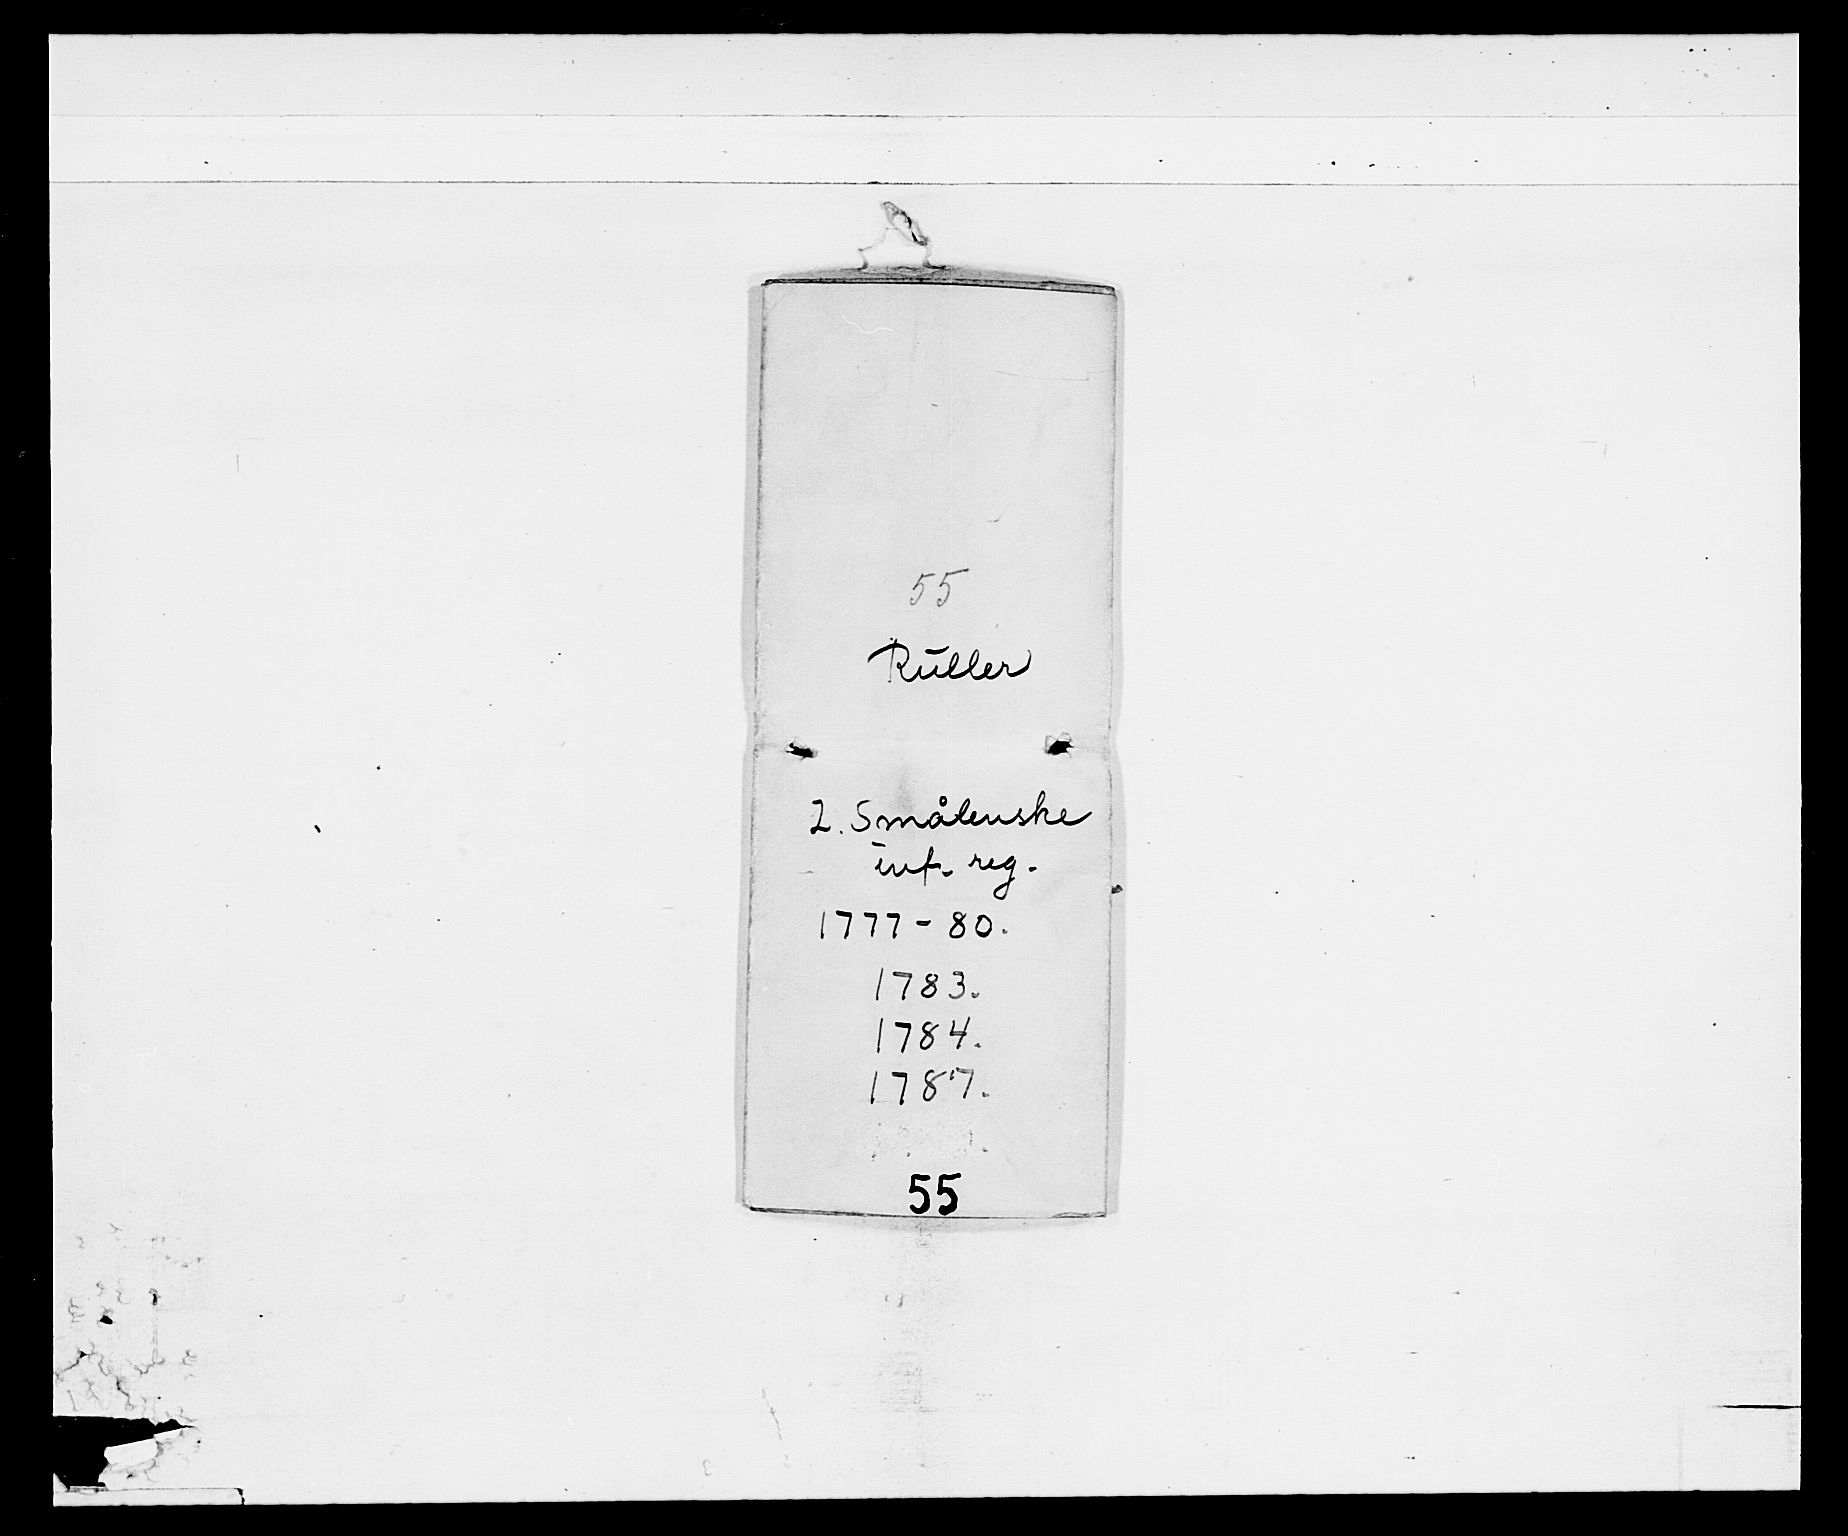 55
Ruller
2. Smålenske
inf. reg.
1777-80.
1783.
1784.
1787.
55